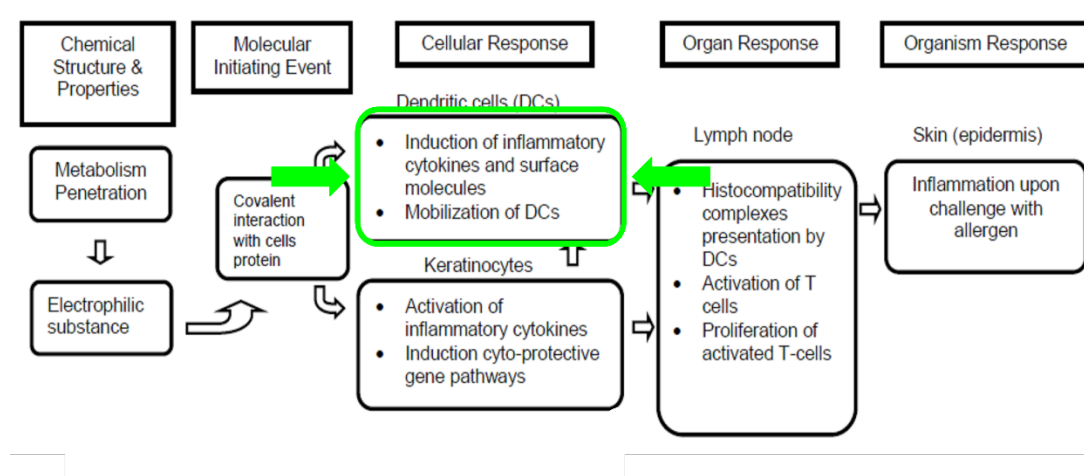 Chemical
Structure &
Properties
Molecular
Initiating Event
Cellular Response
Organ Response
Organism Response
Metabolism
Penetration
Electrophilic
substance
Covalent
interaction
with cells
protein
Dendritic cells (DCs)
• Induction of inflammatory
cytokines and surface
molecules
• Mobilization of DCs
Keratinocytes
• Activation of
inflammatory cytokines
• Induction cyto-protective
gene pathways
Lymph node
• Histocompatibility
complexes
presentation by
DCs
• Activation of T
cells
• Proliferation of
activated T-cells
Skin (epidermis)
Inflammation upon
challenge with
allergen